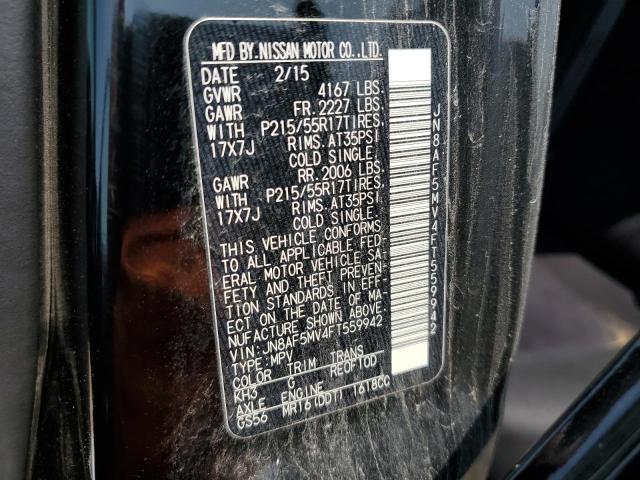 MFD BY.NISSAN MOTOR CO.,LTD.
DATE 2/15
GVWR 4167 LBS.
GAWR FR.2227 LBS.
WITH P215/55R17TIRES,
17X7J RIMS.AT35PSI
COLD SINGLE.
GAWR RR.2006 LBS.
WITH P215/55R17TIRES,
17X7J RIMS.AT35PSI
COLD SINGLE.
THIS VEHICLE CONFORMS
TO ALL APPLICABLE FED-
ERAL MOTOR VEHICLE SA-
FETY AND THEFT PREVEN-
TION STANDARDS IN EFF-
ECT ON THE DATE OF MA-
NUFACTURE SHOWN ABOVE.
VIN:JN8AF5MV4FT559942
TYPE:MPV
COLOR TRIM TRANS
KH3 G RE0F10D
AXLE ENGINE
GS56 MR16(DDT) 1618CC
JN8AF5MV4FT559942